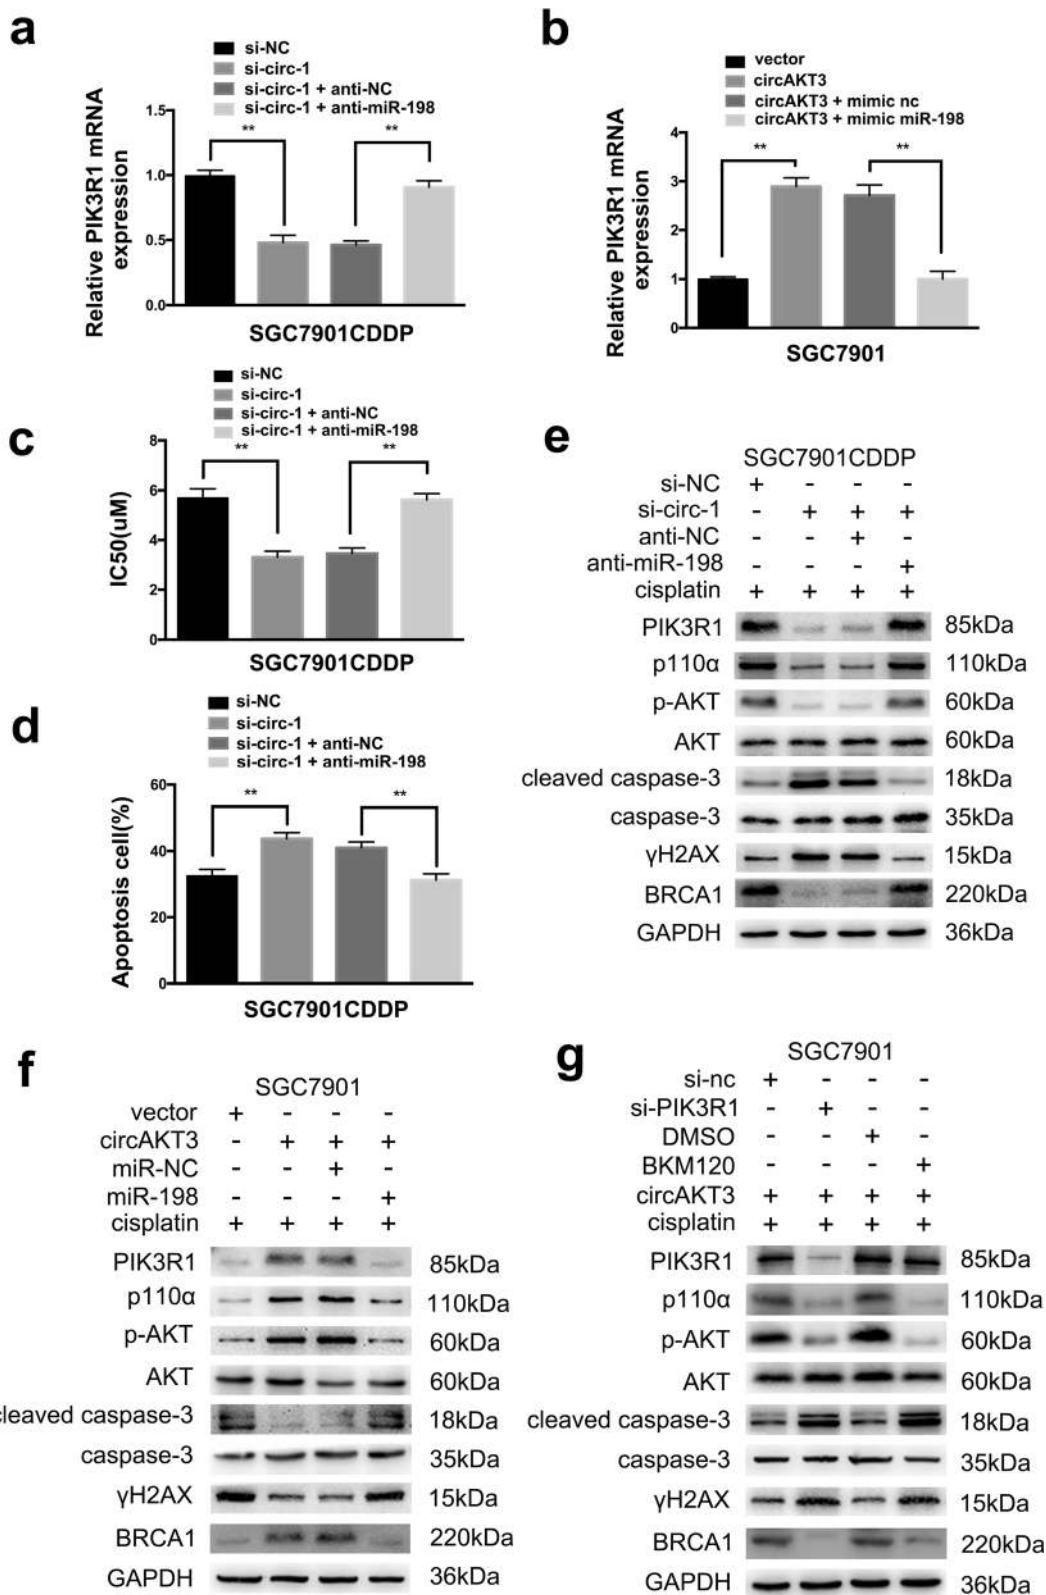 a
si-NC
si-circ-1
si-circ-1 + anti-NC
si-circ-1 + anti-miR-198
Relative PIK3R1 mRNA
expression
1.5
1.0
0.5
0.0
**
**
SGC7901CDDP
b
vector
circAKT3
circAKT3 + mimic nc
circAKT3 + mimic miR-198
Relative PIK3R1 mRNA
expression
4
3
2
1
0
**
**
SGC7901
c
si-NC
si-circ-1
si-circ-1 + anti-NC
si-circ-1 + anti-miR-198
IC50(uM)
8
6
4
2
0
**
**
SGC7901CDDP
d
si-NC
si-circ-1
si-circ-1 + anti-NC
si-circ-1 + anti-miR-198
Apoptosis cell(%)
60
40
20
0
**
**
SGC7901CDDP
e
SGC7901CDDP
si-NC + - - -
si-circ-1 - + + +
anti-NC - - + -
anti-miR-198 - - - +
cisplatin + + + +
PIK3R1 85kDa
p110α 110kDa
p-AKT 60kDa
AKT 60kDa
cleaved caspase-3 18kDa
caspase-3 35kDa
γH2AX 15kDa
BRCA1 220kDa
GAPDH 36kDa
f
SGC7901
vector + - - -
circAKT3 - + + +
miR-NC - - + -
miR-198 - - - +
cisplatin + + + +
PIK3R1 85kDa
p110α 110kDa
p-AKT 60kDa
AKT 60kDa
cleaved caspase-3 18kDa
caspase-3 35kDa
γH2AX 15kDa
BRCA1 220kDa
GAPDH 36kDa
g
SGC7901
si-nc + - - -
si-PIK3R1 - + - -
DMSO - - + -
BKM120 - - - +
circAKT3 + + + +
cisplatin + + + +
PIK3R1 85kDa
p110α 110kDa
p-AKT 60kDa
AKT 60kDa
cleaved caspase-3 18kDa
caspase-3 35kDa
γH2AX 15kDa
BRCA1 220kDa
GAPDH 36kDa